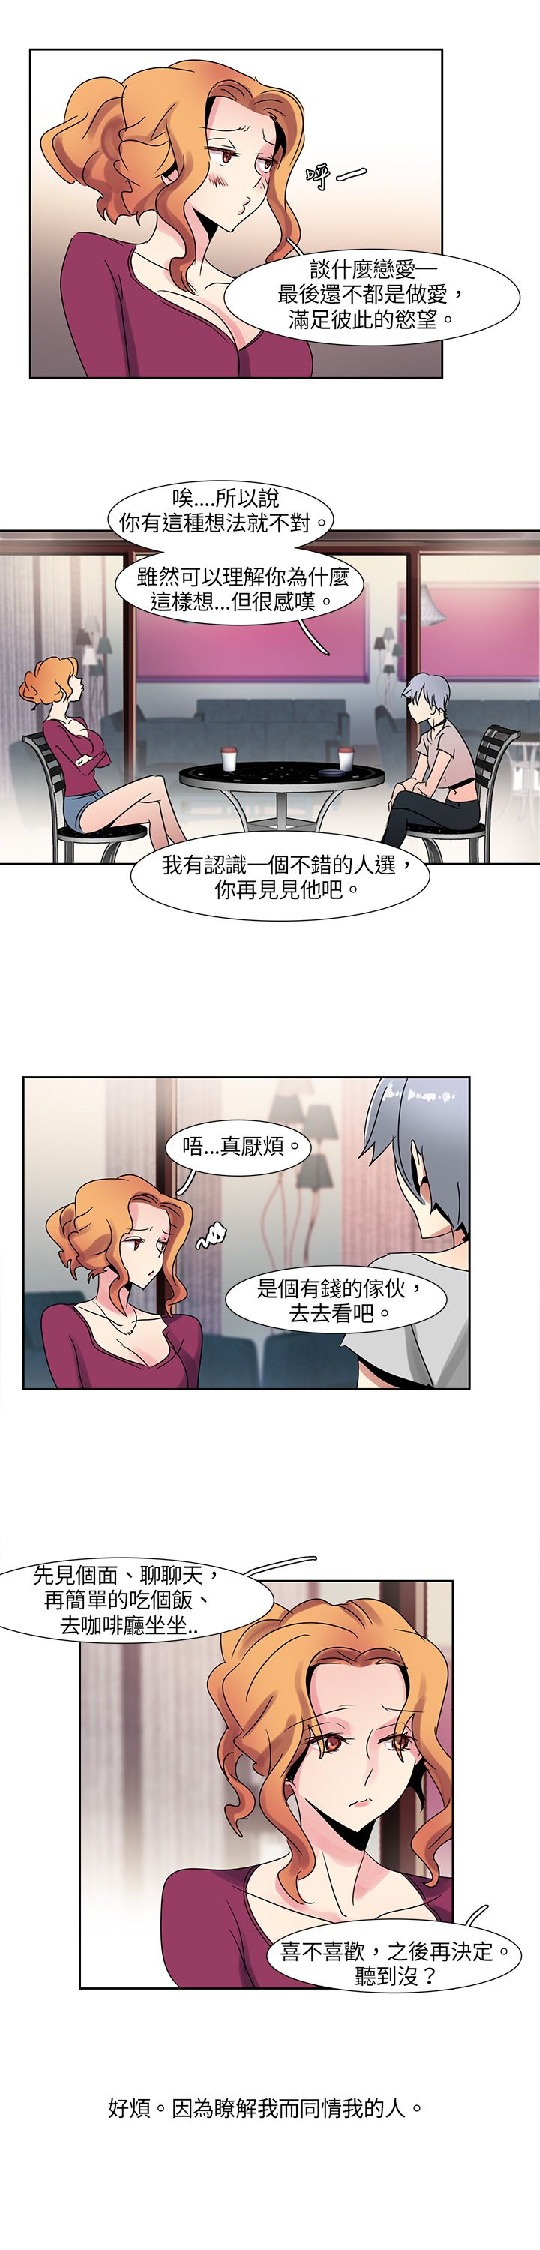 呼一
談什麼戀愛—
最後還不都是做愛，
滿足彼此的慾望。
唉....所以說
你有這種想法就不對。
雖然可以理解你為什麼
這樣想...但很感嘆。
我有認識一個不錯的人選，
你再見見他吧。
唔...真厭煩。
是個有錢的傢伙，
去去看吧。
先見個面、聊聊天，
再簡單的吃個飯、
去咖啡廳坐坐..
喜不喜歡，之後再決定。
聽到沒？
好煩。因為瞭解我而同情我的人。